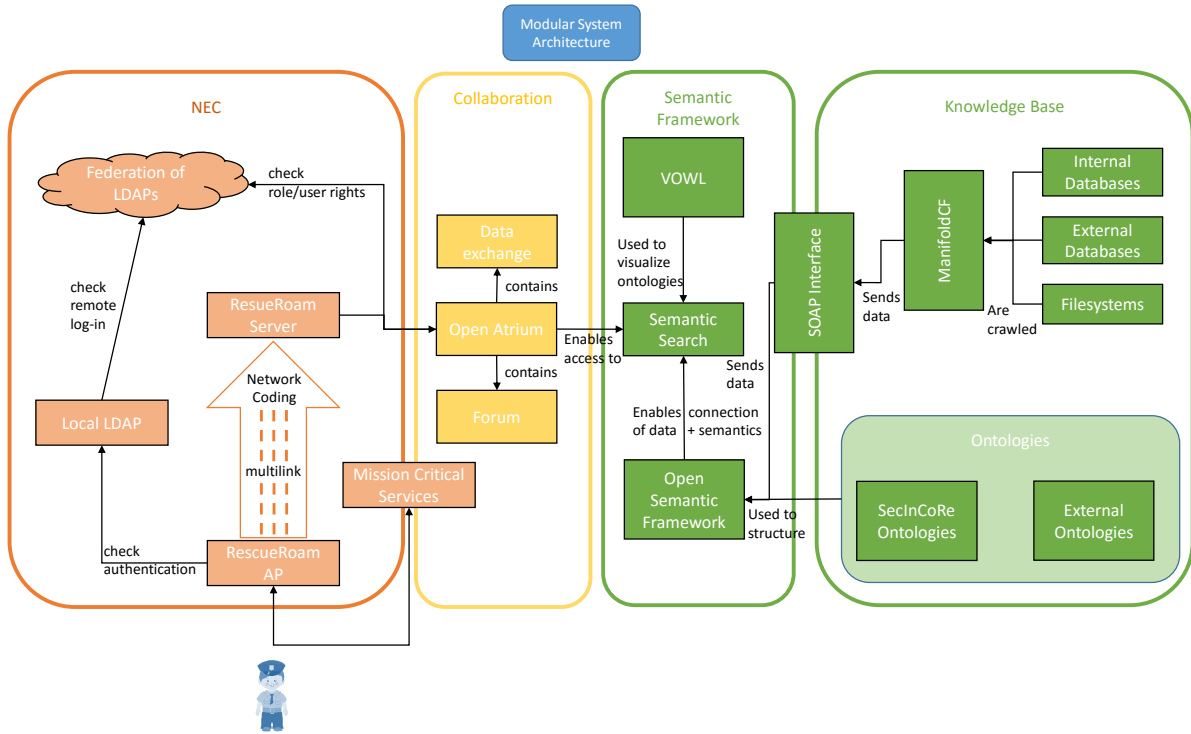 Modular System
Architecture
NEC
Collaboration
Semantic
Framework
Knowledge Base
Federation of
LDAPs
check
role/user rights
check
remote
log-in
ResueRoam
Server
Network
Coding
multilink
Local LDAP
check
authentication
RescueRoam
AP
Mission Critical
Services
Data
exchange
contains
Open Atrium
contains
Forum
Enables
access to
VOWL
Used to
visualize
ontologies
Semantic
Search
Sends
data
Enables connection
of data + semantics
Open
Semantic
Framework
Used to
structure
SOAP Interface
Sends
data
ManifoldCF
Are
crawled
Internal
Databases
External
Databases
Filesystems
Ontologies
SecInCoRe
Ontologies
External
Ontologies